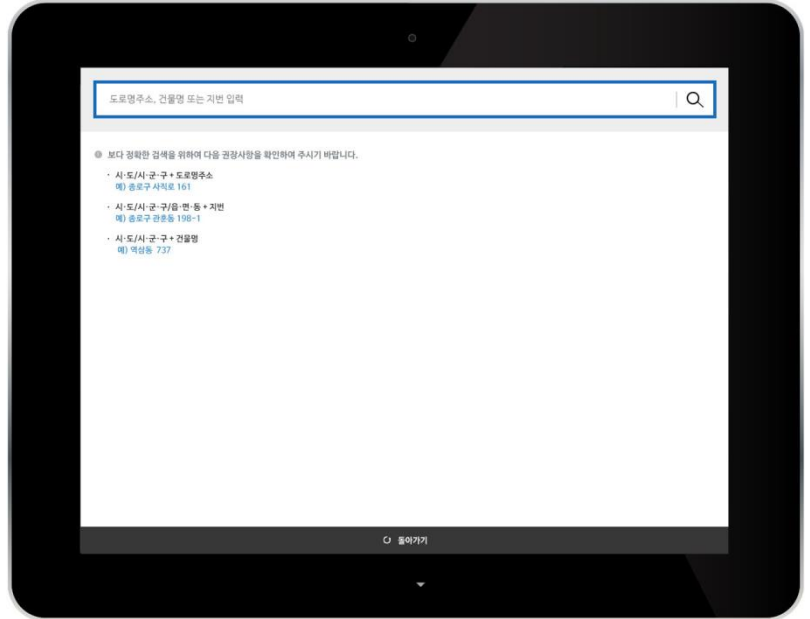 도로명주소, 건물명 또는 지번 입력
보다 정확한 검색을 위하여 다음 권장사항을 확인하여 주시기 바랍니다.
· 시·도/시·군·구 + 도로명주소
예) 종로구 사직로 161
· 시·도/시·군·구/읍·면·동 + 지번
예) 종로구 관훈동 198-1
· 시·도/시·군·구 + 건물명
예) 역삼동 737
돌아가기